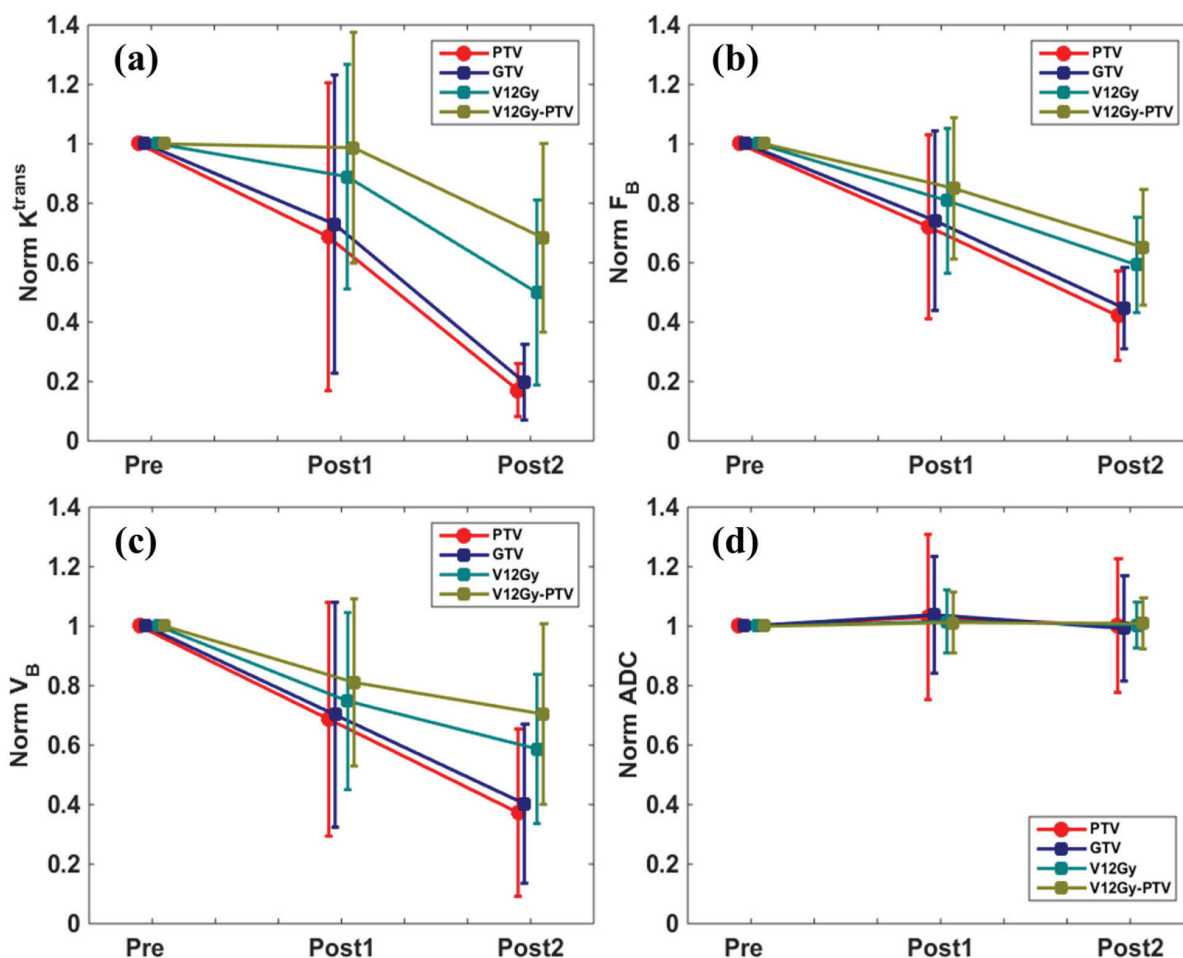 (a)
PTV
GTV
V12Gy
V12Gy-PTV
1.4
1.2
1
0.8
0.6
0.4
0.2
0
Norm K^trans
Pre Post1 Post2
(b)
PTV
GTV
V12Gy
V12Gy-PTV
1.4
1.2
1
0.8
0.6
0.4
0.2
0
Norm F_B
Pre Post1 Post2
(c)
PTV
GTV
V12Gy
V12Gy-PTV
1.4
1.2
1
0.8
0.6
0.4
0.2
0
Norm V_B
Pre Post1 Post2
(d)
1.4
1.2
1
0.8
0.6
0.4
0.2
0
Norm ADC
PTV
GTV
V12Gy
V12Gy-PTV
Pre Post1 Post2